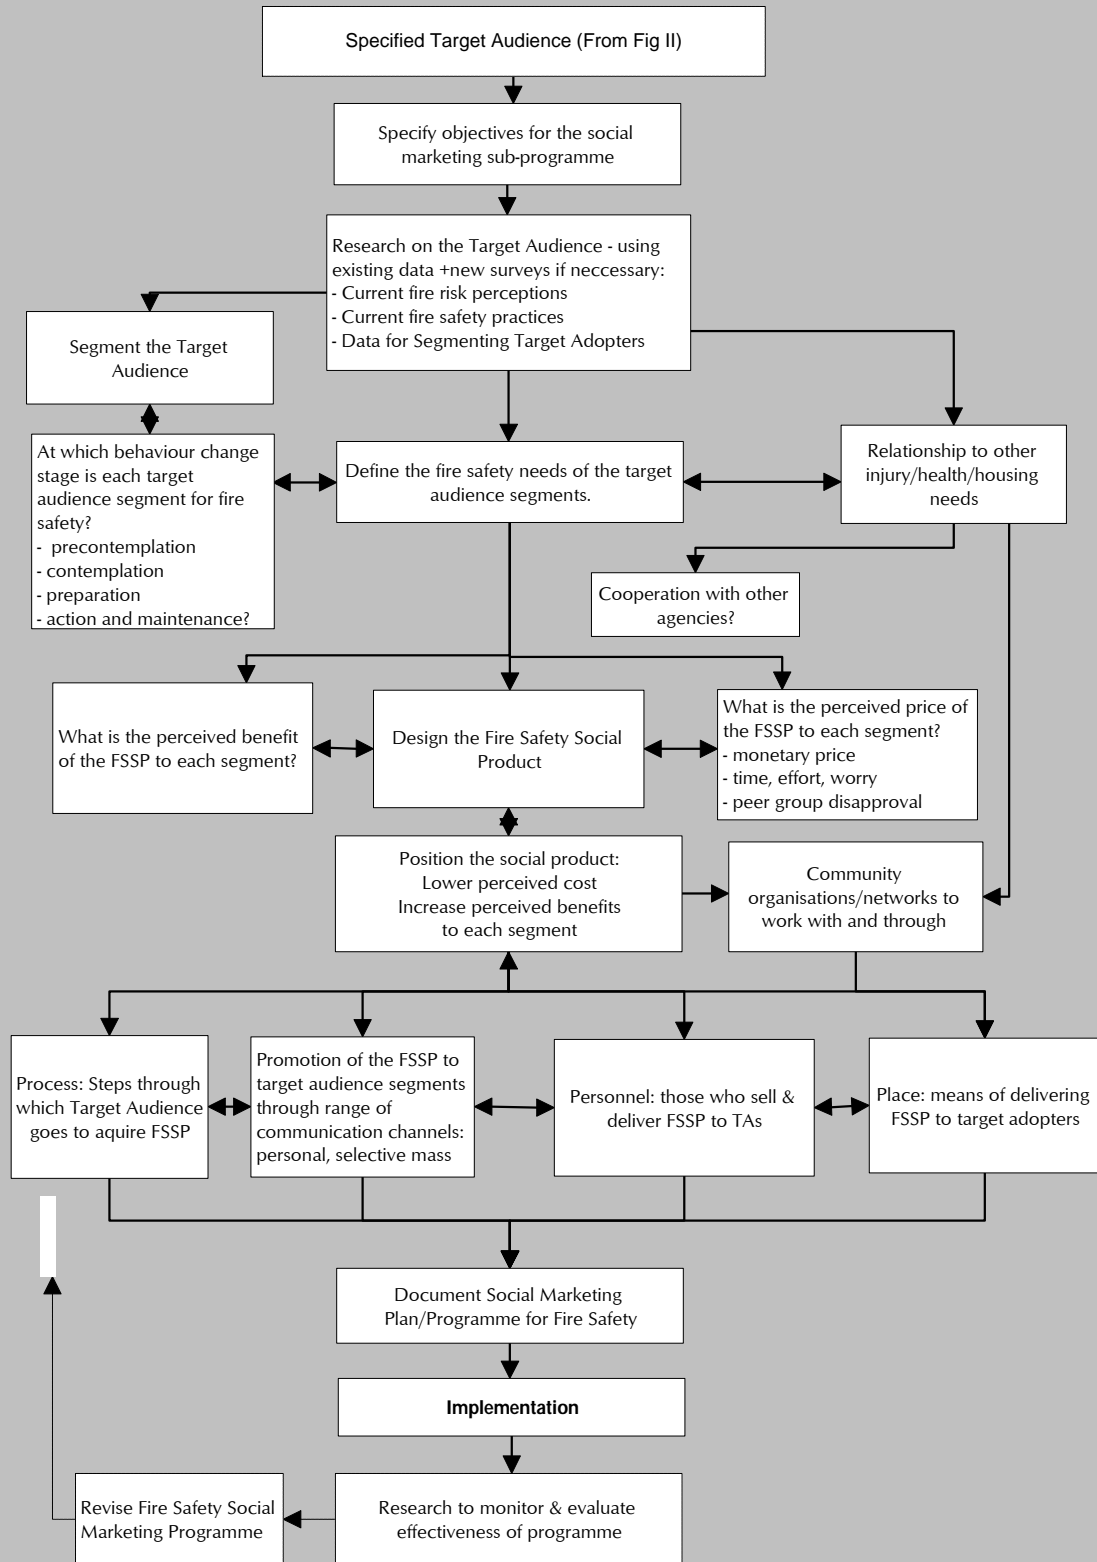 Specified Target Audience (From Fig II)
Specify objectives for the social
marketing sub-programme
Research on the Target Audience - using
existing data +new surveys if neccessary:
- Current fire risk perceptions
- Current fire safety practices
- Data for Segmenting Target Adopters
Segment the Target
Audience
At which behaviour change
stage is each target
audience segment for fire
safety?
- precontemplation
- contemplation
- preparation
- action and maintenance?
Define the fire safety needs of the target
audience segments.
Relationship to other
injury/health/housing
needs
Cooperation with other
agencies?
What is the perceived benefit
of the FSSP to each segment?
Design the Fire Safety Social
Product
What is the perceived price of
the FSSP to each segment?
- monetary price
- time, effort, worry
- peer group disapproval
Position the social product:
Lower perceived cost
Increase perceived benefits
to each segment
Community
organisations/networks to
work with and through
Process: Steps through
which Target Audience
goes to aquire FSSP
Promotion of the FSSP to
target audience segments
through range of
communication channels:
personal, selective mass
Personnel: those who sell &
deliver FSSP to TAs
Place: means of delivering
FSSP to target adopters
Document Social Marketing
Plan/Programme for Fire Safety
Implementation
Revise Fire Safety Social
Marketing Programme
Research to monitor & evaluate
effectiveness of programme